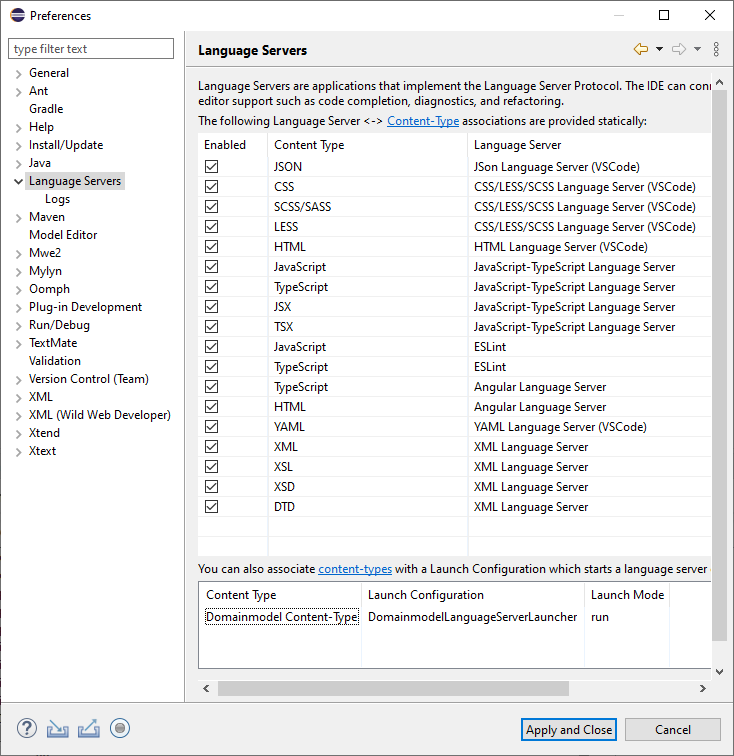 Preferences
type filter text
General
Ant
Gradle
Help
Install/Update
Java
Language Servers
Logs
Maven
Model Editor
Mwe2
Mylyn
Oomph
Plug-in Development
Run/Debug
TextMate
Validation
Version Control (Team)
XML
XML (Wild Web Developer)
Xtend
Xtext
Language Servers
Language Servers are applications that implement the Language Server Protocol. The IDE can con
editor support such as code completion, diagnostics, and refactoring.
The following Language Server <-> Content-Type associations are provided statically:
Enabled Content Type Language Server
JSON JSon Language Server (VSCode)
CSS CSS/LESS/SCSS Language Server (VSCode)
SCSS/SASS CSS/LESS/SCSS Language Server (VSCode)
LESS CSS/LESS/SCSS Language Server (VSCode)
HTML HTML Language Server (VSCode)
JavaScript JavaScript-TypeScript Language Server
TypeScript JavaScript-TypeScript Language Server
JSX JavaScript-TypeScript Language Server
TSX JavaScript-TypeScript Language Server
JavaScript ESLint
TypeScript ESLint
TypeScript Angular Language Server
HTML Angular Language Server
YAML YAML Language Server (VSCode)
XML XML Language Server
XSL XML Language Server
XSD XML Language Server
DTD XML Language Server
You can also associate content-types with a Launch Configuration which starts a language server
Content Type Launch Configuration Launch Mode
Domainmodel Content-Type DomainmodelLanguageServerLauncher run
Apply and Close Cancel